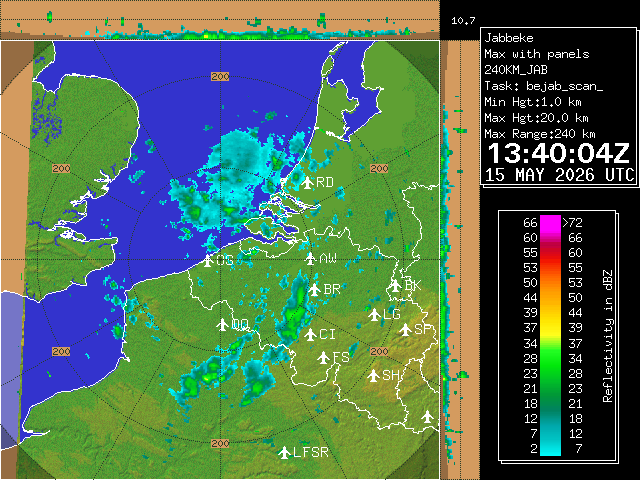 10.7
Jabbeke
Max with panels
240KM_JAB
Task: bejab_scan_
Min Hgt:1.0 km
Max Hgt:20.0 km
Max Range:240 km
13:40:04Z
15 MAY 2026 UTC
200
200
200
RD
OS
AW
BR
BK
LG
QQ
CI
SP
FS
200
SH
200
LFSR
66 >72
60 66
55 60
53 55
50 53
44 50
39 44
37 39
34 37
28 34
23 28
21 23
18 21
12 18
7 12
2 7
Reflectivity in dBZ